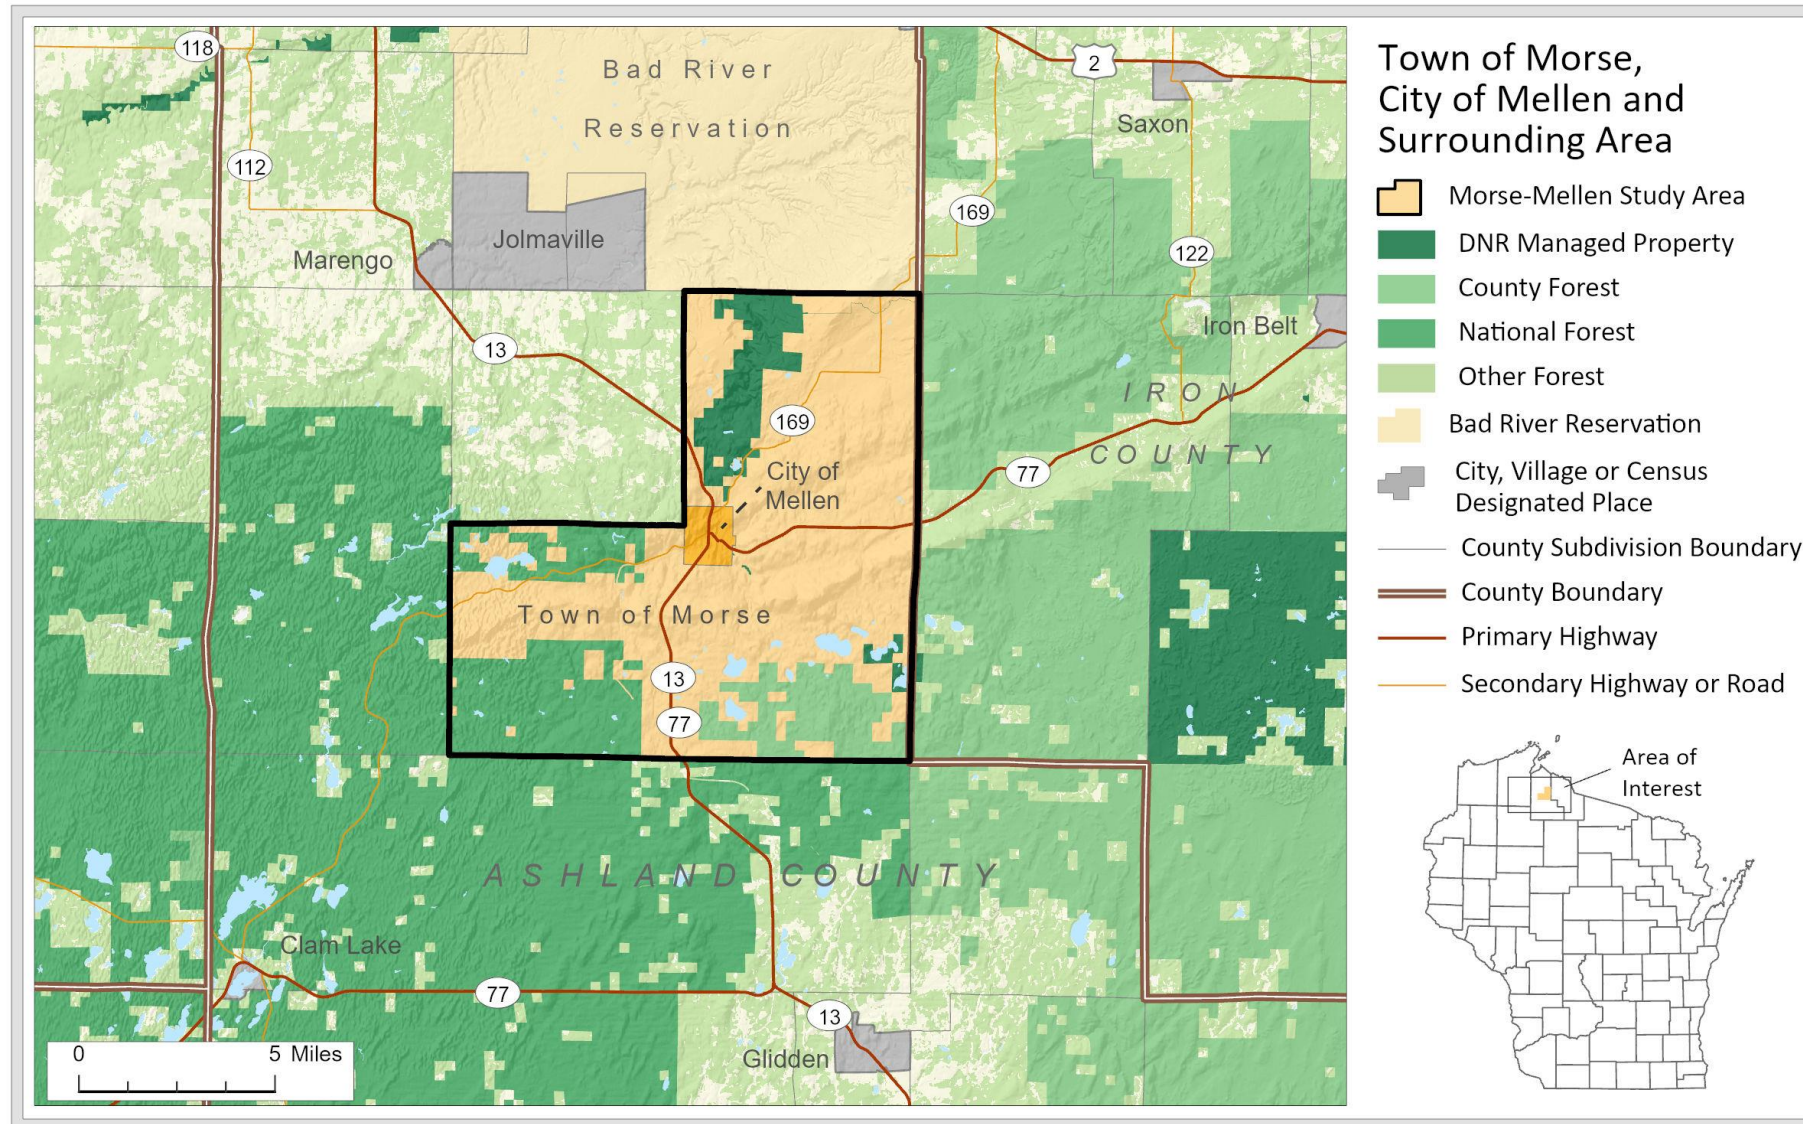 118
Bad River
Reservation
2
Saxon
112
169
122
Jolmaville
Marengo
13
Iron Belt
IRON
COUNTY
169
City of
Mellen
77
Town of Morse
13
77
ASHLAND COUNTY
Clam Lake
77
13
Glidden
0 5 Miles
Town of Morse,
City of Mellen and
Surrounding Area
Morse-Mellen Study Area
DNR Managed Property
County Forest
National Forest
Other Forest
Bad River Reservation
City, Village or Census
Designated Place
County Subdivision Boundary
County Boundary
Primary Highway
Secondary Highway or Road
Area of
Interest